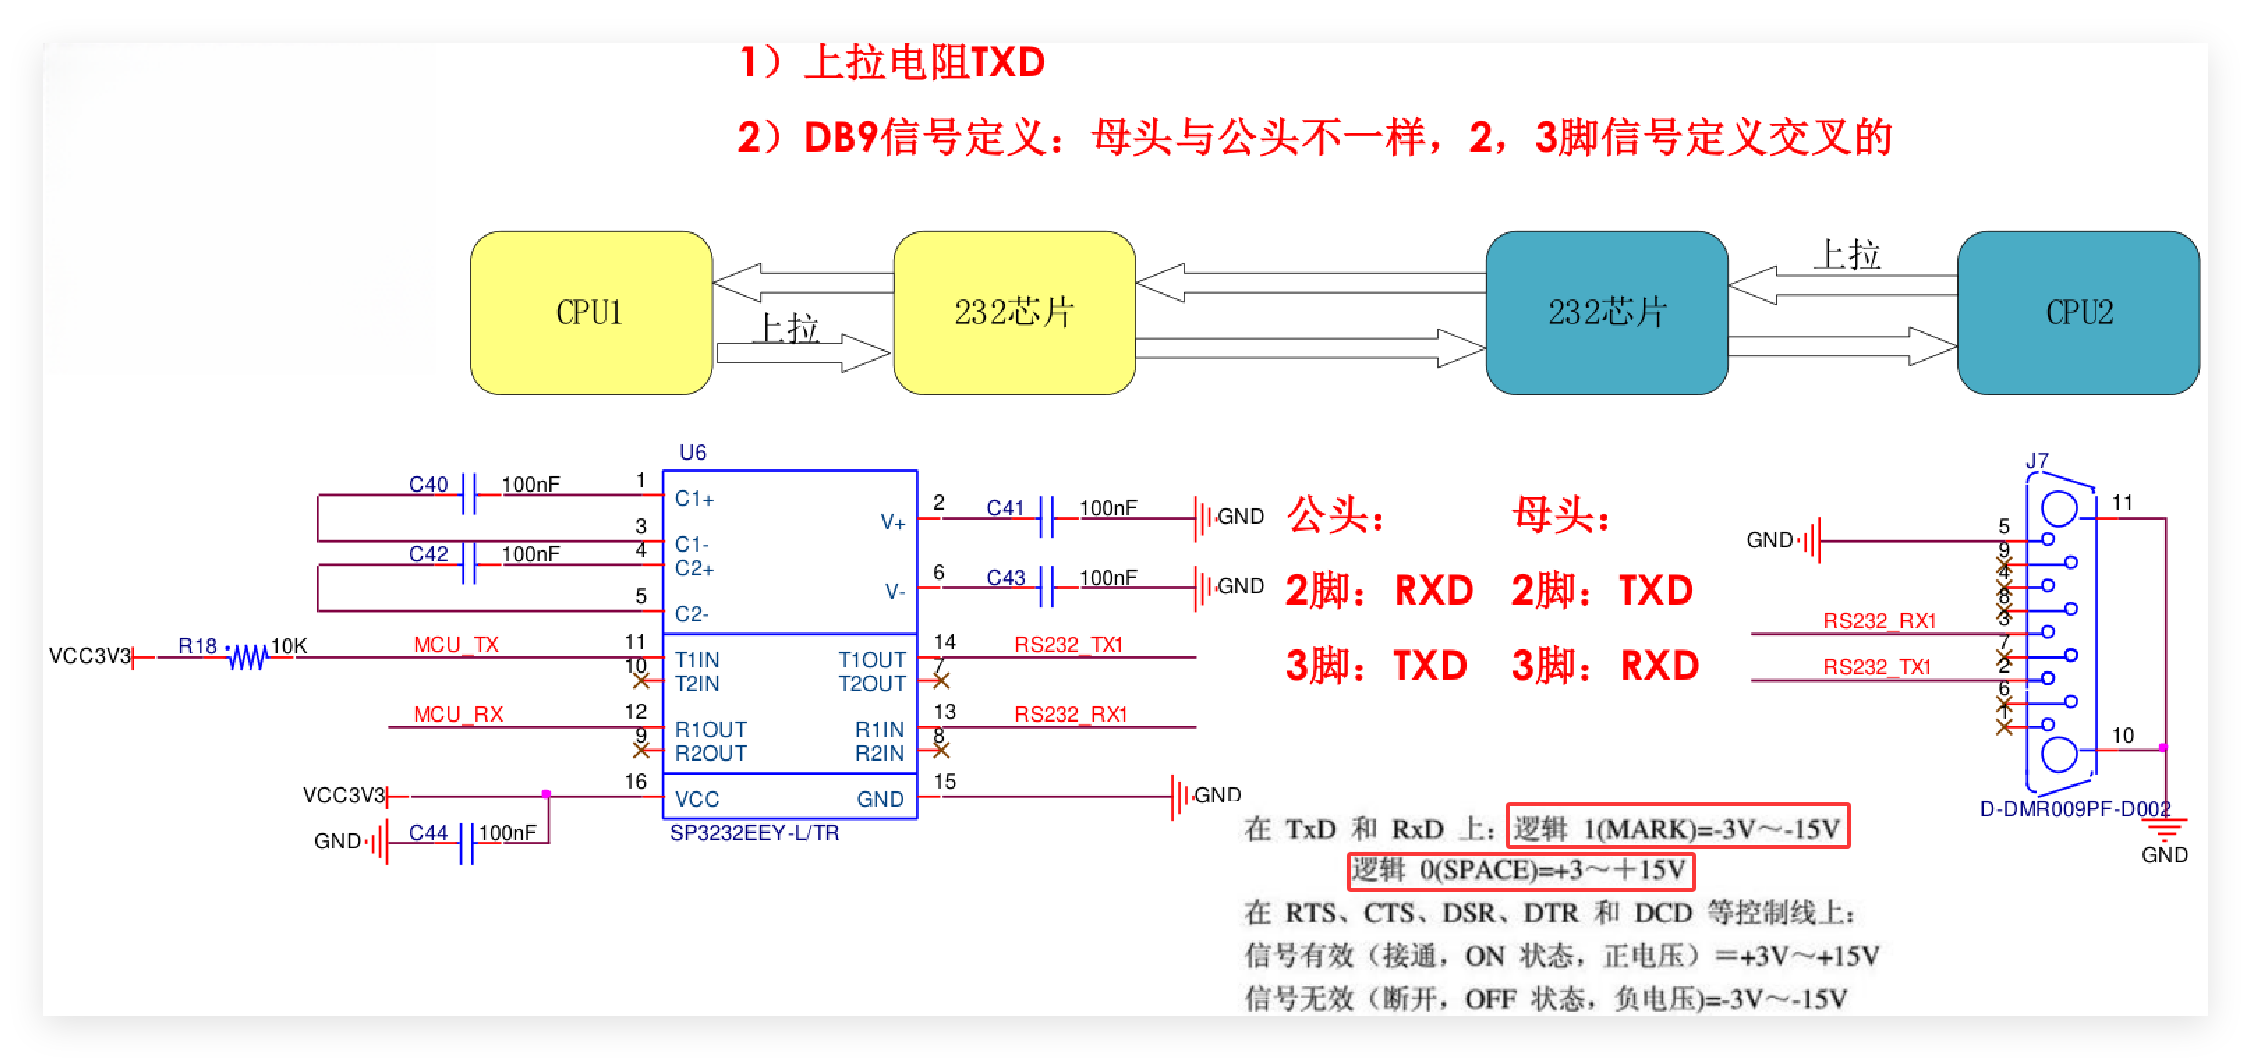 1）上拉电阻TXD
2）DB9信号定义：母头与公头不一样，2，3脚信号定义交叉的
上拉
CPU1
232芯片
232芯片
CPU2
上拉
U6
C40
100nF
1
C1+
3
C1-
C42
100nF
4
C2+
5
C2-
2
V+
C41
100nF
GND
6
V-
C43
100nF
GND
VCC3V3
R18
10K
MCU_TX
11
T1IN
10
T2IN
14
T1OUT
RS232_TX1
7
T2OUT
MCU_RX
12
R1OUT
9
R2OUT
13
R1IN
RS232_RX1
8
R2IN
VCC3V3
16
VCC
15
GND
GND
GND
C44
100nF
SP3232EEY-L/TR
公头：
母头：
2脚：RXD
2脚：TXD
3脚：TXD
3脚：RXD
J7
11
GND
5
9
4
8
RS232_RX1
3
7
RS232_TX1
2
6
1
10
D-DMR009PF-D002
GND
在 TxD 和 RxD 上：逻辑 1(MARK)=-3V～-15V
逻辑 0(SPACE)=+3～＋15V
在 RTS、CTS、DSR、DTR 和 DCD 等控制线上：
信号有效（接通，ON 状态，正电压）＝+3V～+15V
信号无效（断开，OFF 状态，负电压)=-3V～-15V